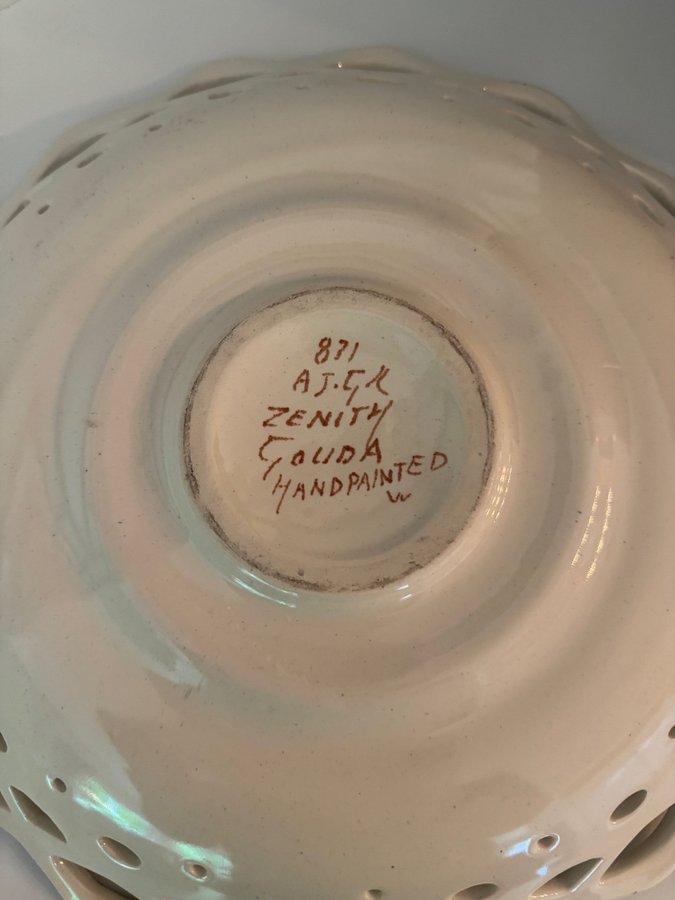 831
AJ.GK
ZENITH
GOUDA
HANDPAINTED
W